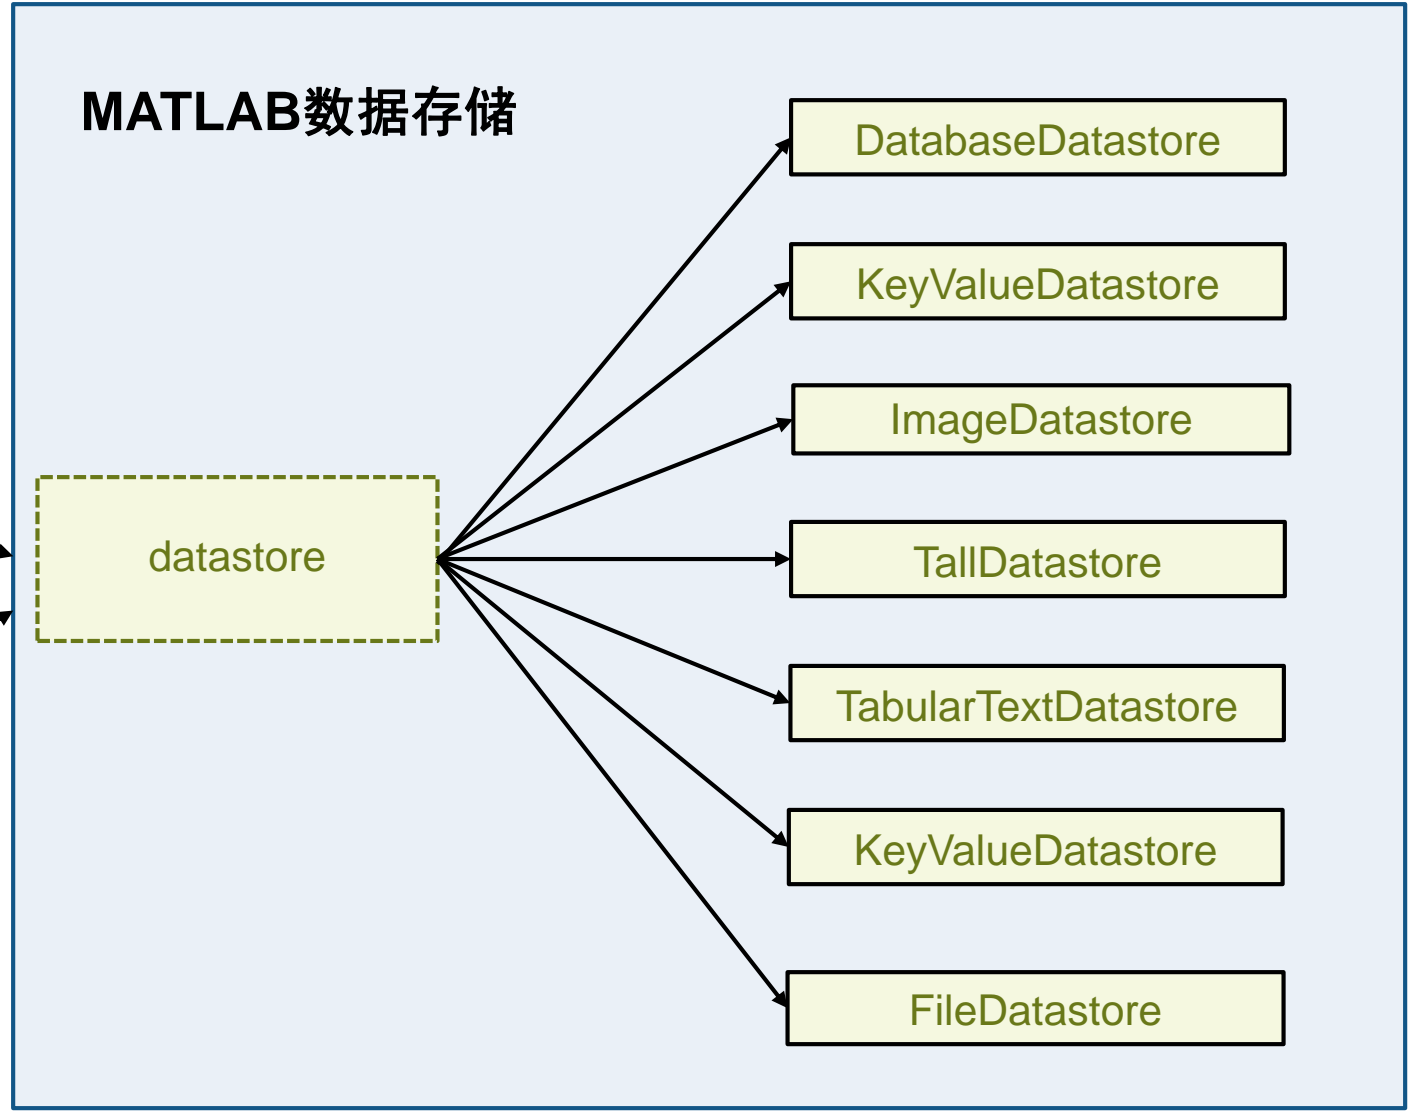 MATLAB数据存储
DatabaseDatastore
KeyValueDatastore
ImageDatastore
datastore
TallDatastore
TabularTextDatastore
KeyValueDatastore
FileDatastore